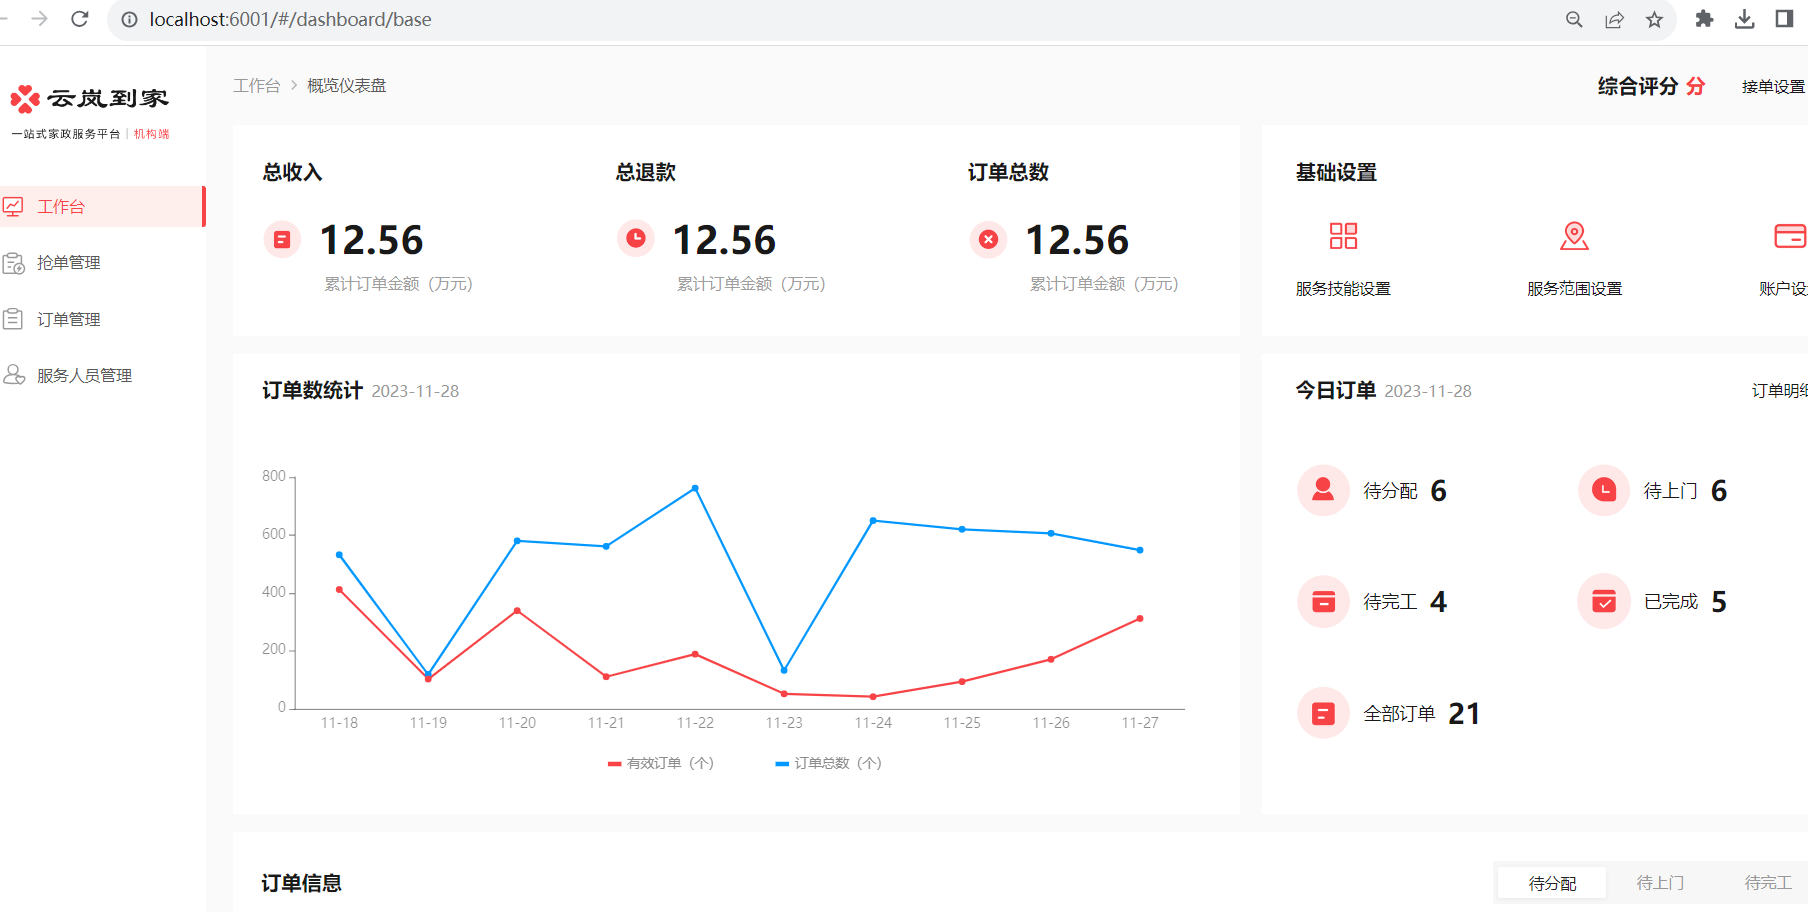 localhost:6001/#/dashboard/base
云岚到家
一站式家政服务平台 | 机构端
工作台
抢单管理
订单管理
服务人员管理
工作台 > 概览仪表盘
综合评分 分
接单设置
总收入
12.56
累计订单金额（万元）
总退款
12.56
累计订单金额（万元）
订单总数
12.56
累计订单金额（万元）
基础设置
服务技能设置
服务范围设置
账户设
订单数统计 2023-11-28
800
600
400
200
0
11-18 11-19 11-20 11-21 11-22 11-23 11-24 11-25 11-26 11-27
有效订单（个） 订单总数（个）
今日订单 2023-11-28
订单明细
待分配 6
待上门 6
待完工 4
已完成 5
全部订单 21
订单信息
待分配 待上门 待完工